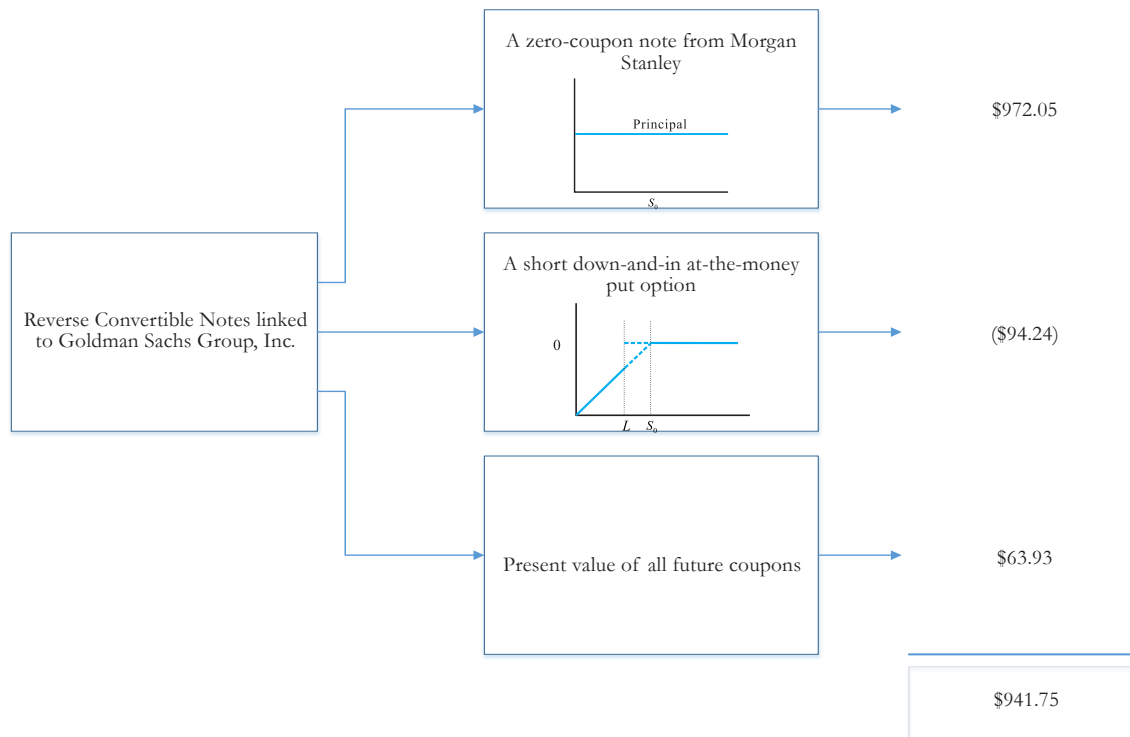 A zero-coupon note from Morgan
Stanley
Principal
S₀
$972.05
Reverse Convertible Notes linked
to Goldman Sachs Group, Inc.
A short down-and-in at-the-money
put option
0
L S₀
($94.24)
Present value of all future coupons
$63.93
$941.75